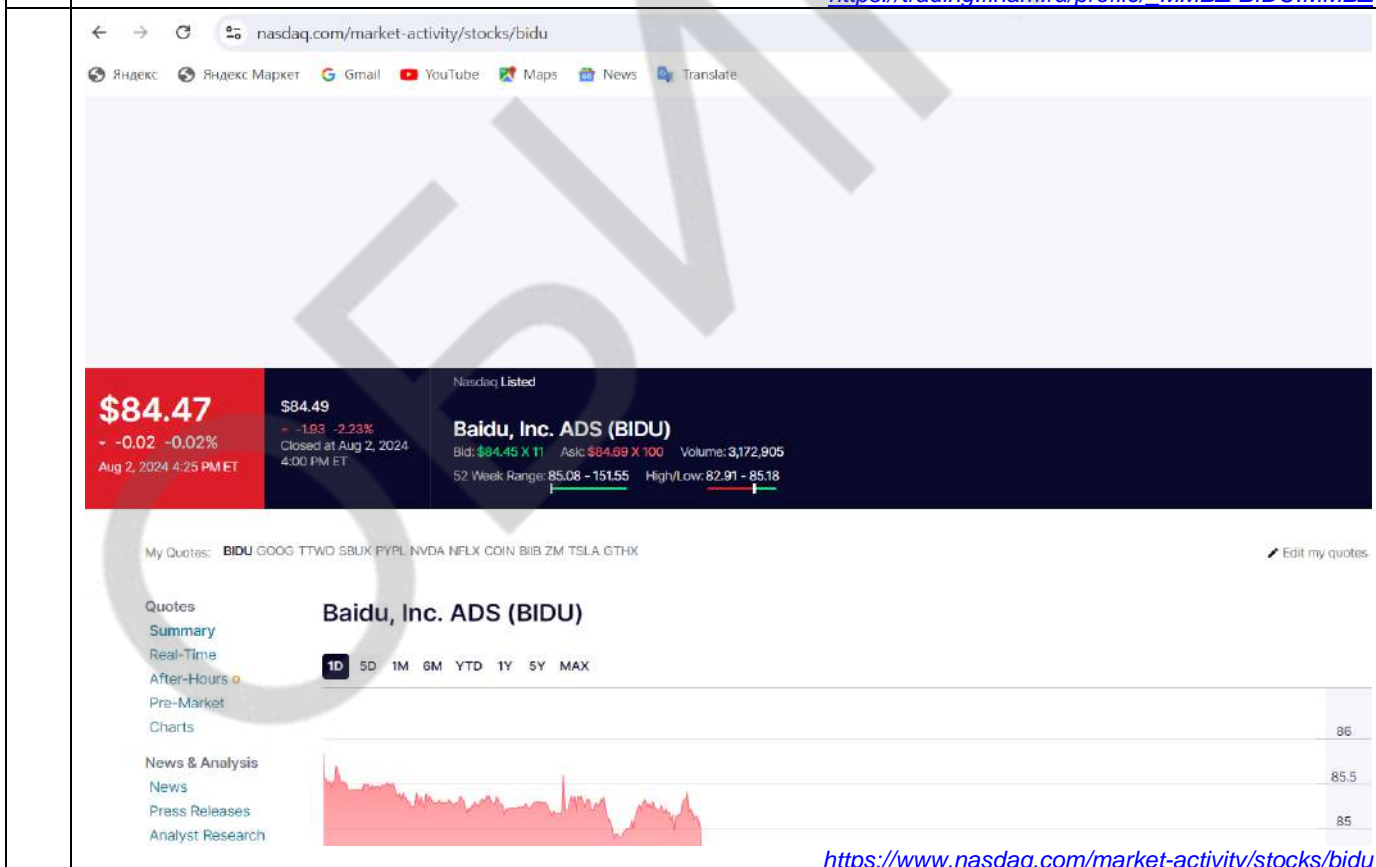 nasdaq.com/market-activity/stocks/bidu
Яндекс Яндекс Маркет Gmail YouTube Maps News Translate
Nasdaq Listed
$84.47
-0.02 -0.02%
Aug 2, 2024 4:25 PM ET
$84.49
-1.93 -2.23%
Closed at Aug 2, 2024
4:00 PM ET
Baidu, Inc. ADS (BIDU)
Bid: $84.45 X 11 Ask: $84.69 X 100 Volume: 3,172,905
52 Week Range: 85.08 - 151.55 High/Low: 82.91 - 85.18
My Quotes: BIDU GOOG TTWO SBUX PYPL NVDA NFLX COIN BIIB ZM TSLA GTHX
Edit my quotes
Quotes
Summary
Real-Time
After-Hours
Pre-Market
Charts
News & Analysis
News
Press Releases
Analyst Research
Baidu, Inc. ADS (BIDU)
1D 5D 1M 6M YTD 1Y 5Y MAX
86
85.5
85
https://www.nasdaq.com/market-activity/stocks/bidu